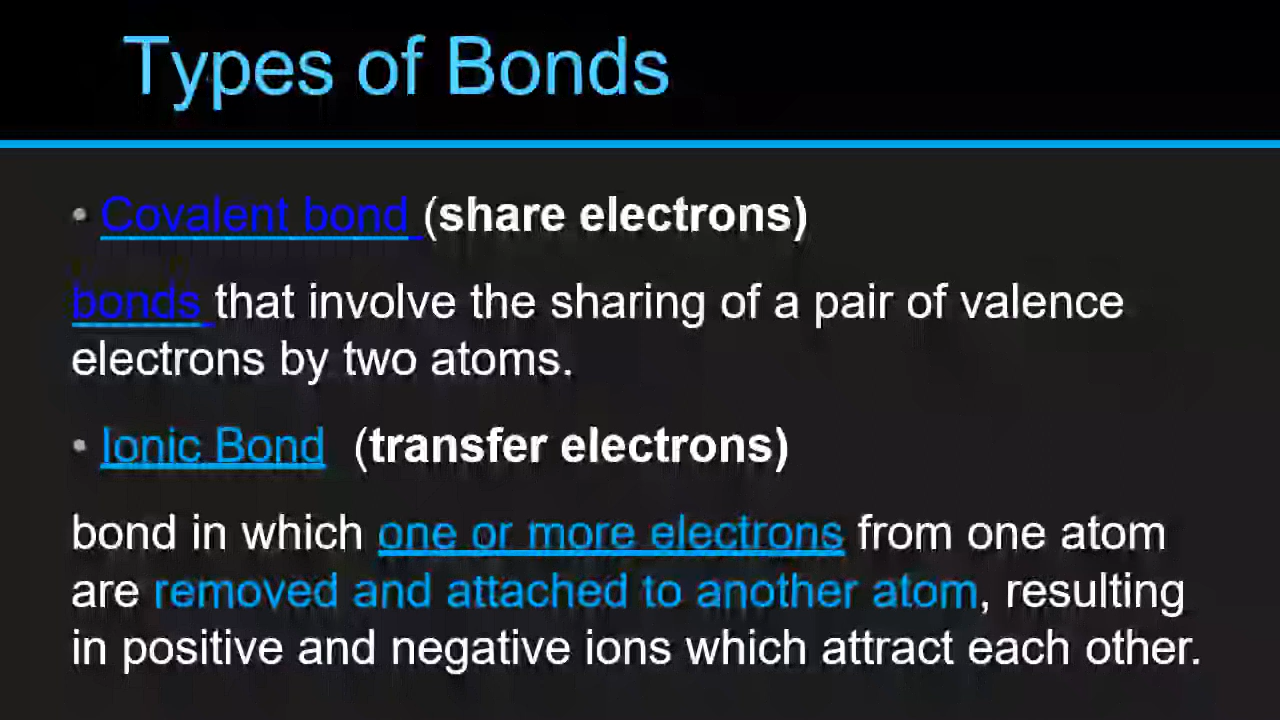 Types of Bonds
• Covalent bond (share electrons)
bonds that involve the sharing of a pair of valence
electrons by two atoms.
• Ionic Bond (transfer electrons)
bond in which one or more electrons from one atom
are removed and attached to another atom, resulting
in positive and negative ions which attract each other.